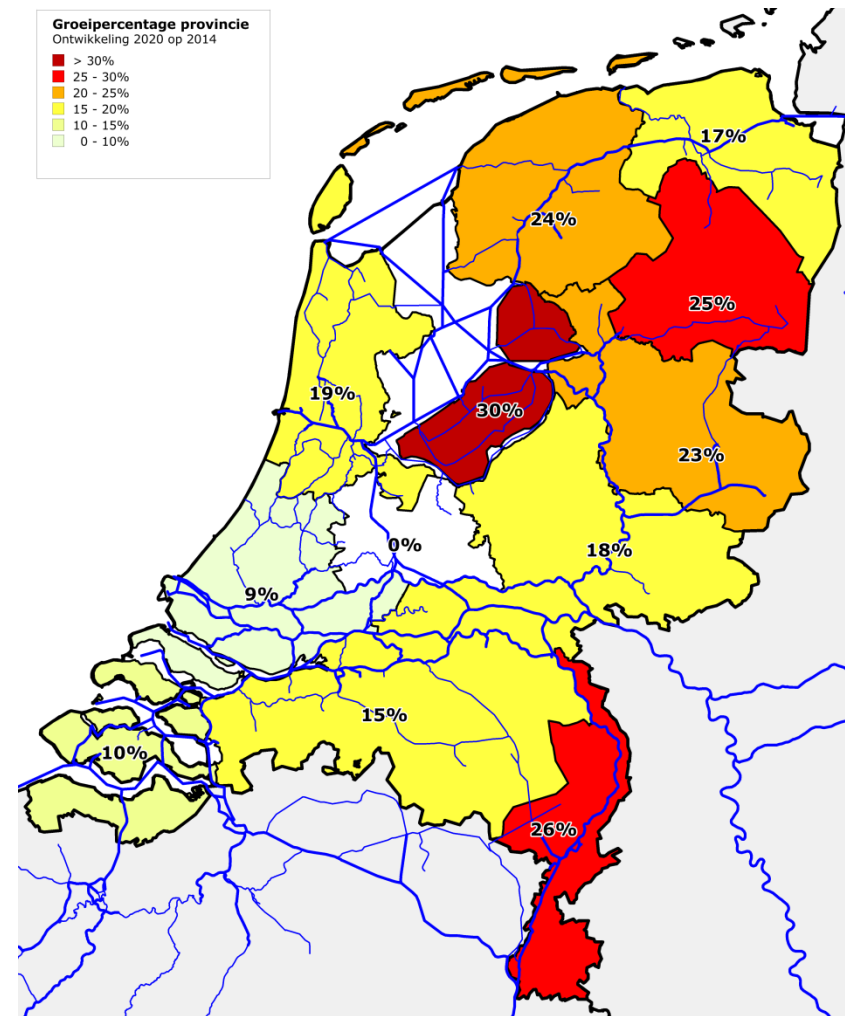 Groeipercentage provincie
Ontwikkeling 2020 op 2014
> 30%
25 - 30%
20 - 25%
15 - 20%
10 - 15%
0 - 10%
17%
24%
25%
19%
30%
23%
0%
18%
9%
15%
10%
26%